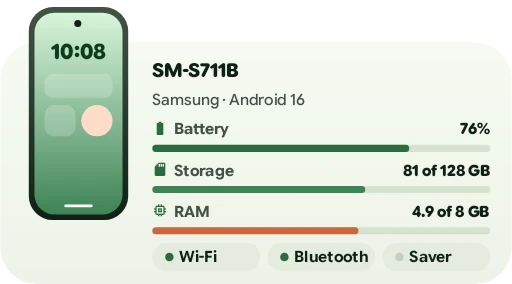 10:08
SM-S711B
Samsung · Android 16
Battery 76%
Storage 81 of 128 GB
RAM 4.9 of 8 GB
Wi-Fi Bluetooth Saver